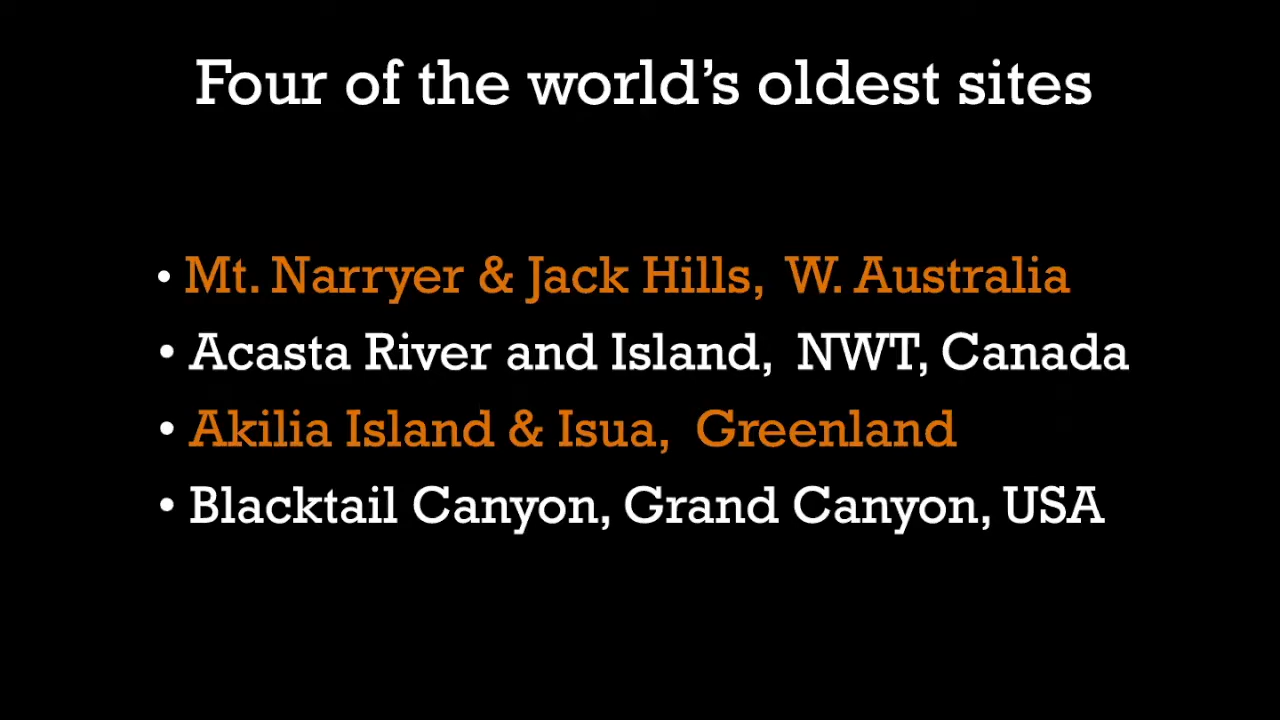 Four of the world’s oldest sites
• Mt. Narryer & Jack Hills, W. Australia
• Acasta River and Island, NWT, Canada
• Akilia Island & Isua, Greenland
• Blacktail Canyon, Grand Canyon, USA